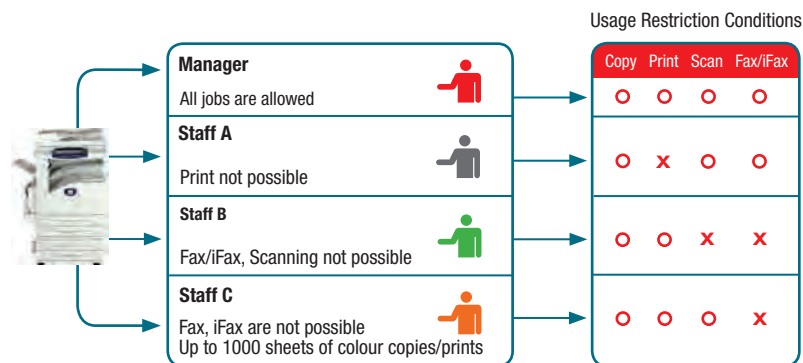 Usage Restriction Conditions
Copy Print Scan Fax/iFax
Manager
All jobs are allowed
O O O O
Staff A
Print not possible
O X O O
Staff B
Fax/iFax, Scanning not possible
O O X X
Staff C
Fax, iFax are not possible
Up to 1000 sheets of colour copies/prints
O O O X